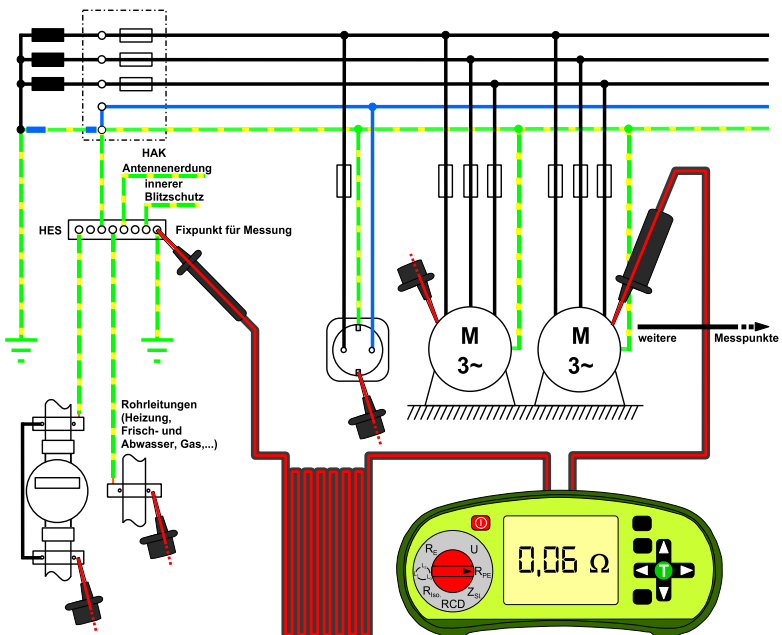 HAK
Antennenerdung
innerer
Blitzschutz
HES
Fixpunkt für Messung
M
3~
M
3~
weitere
Messpunkte
Rohrleitungen
(Heizung,
Frisch- und
Abwasser, Gas,...)
0,06 Ω
RE
U
RPE
RIso.
ZSI.
RCD
T